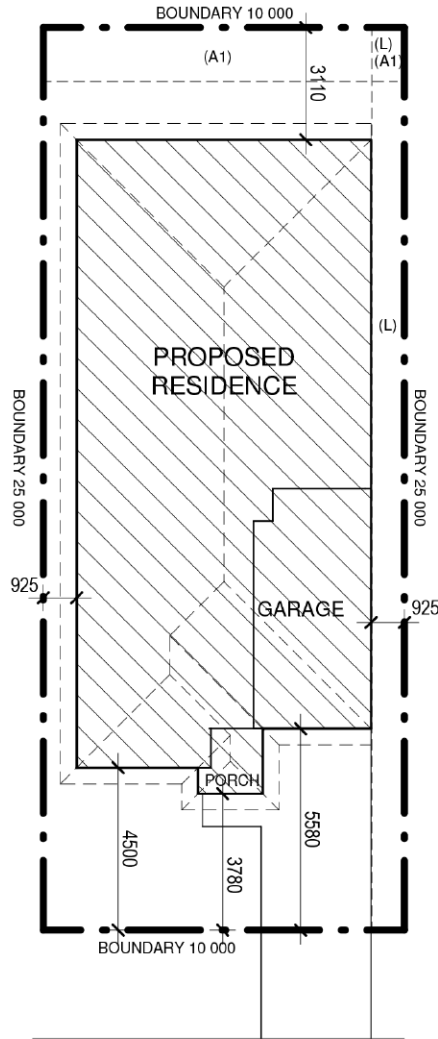 BOUNDARY 10 000
(A1)
(L)
(A1)
3110
PROPOSED
RESIDENCE
(L)
BOUNDARY 25 000
BOUNDARY 25 000
925
GARAGE
925
PORCH
4500
3780
5580
BOUNDARY 10 000